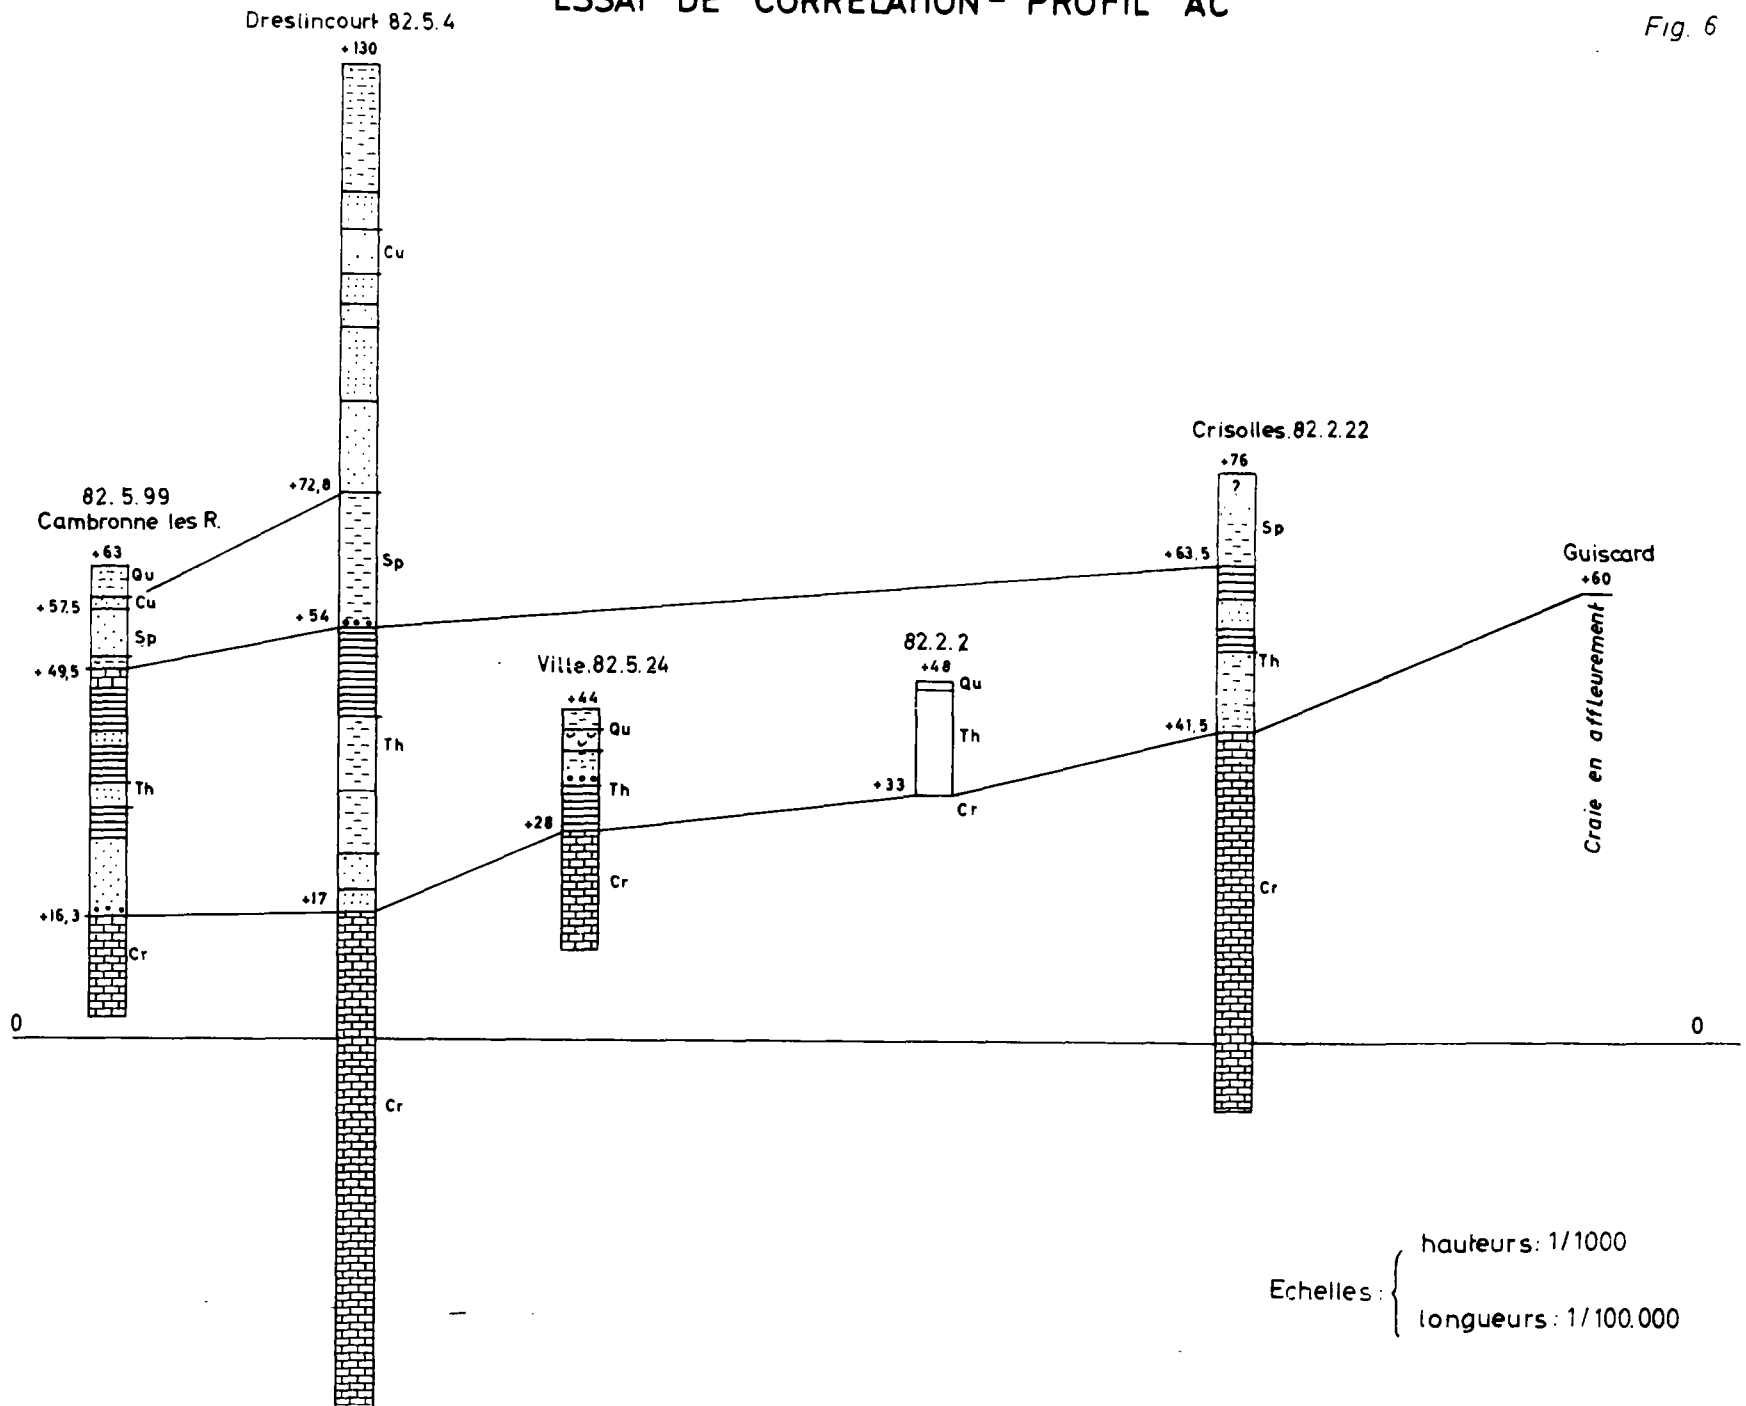 ESSAI DE CORRELATION - PROFIL AC
Fig. 6
Dreslincourt 82.5.4
+130
Cu
+72,8
Sp
+54
Th
+17
Cr
82.5.99
Cambronne les R.
+63
Qu
+57.5
Cu
Sp
+49,5
Th
+16,3
Cr
Ville.82.5.24
+44
Qu
Th
+28
Cr
82.2.2
+48
Qu
Th
+33
Cr
Crisolles.82.2.22
+76
?
Sp
+63,5
Th
+41,5
Cr
Guiscard
+60
Craie en affleurement
0
0
Echelles :
hauteurs: 1/1000
longueurs: 1/100.000